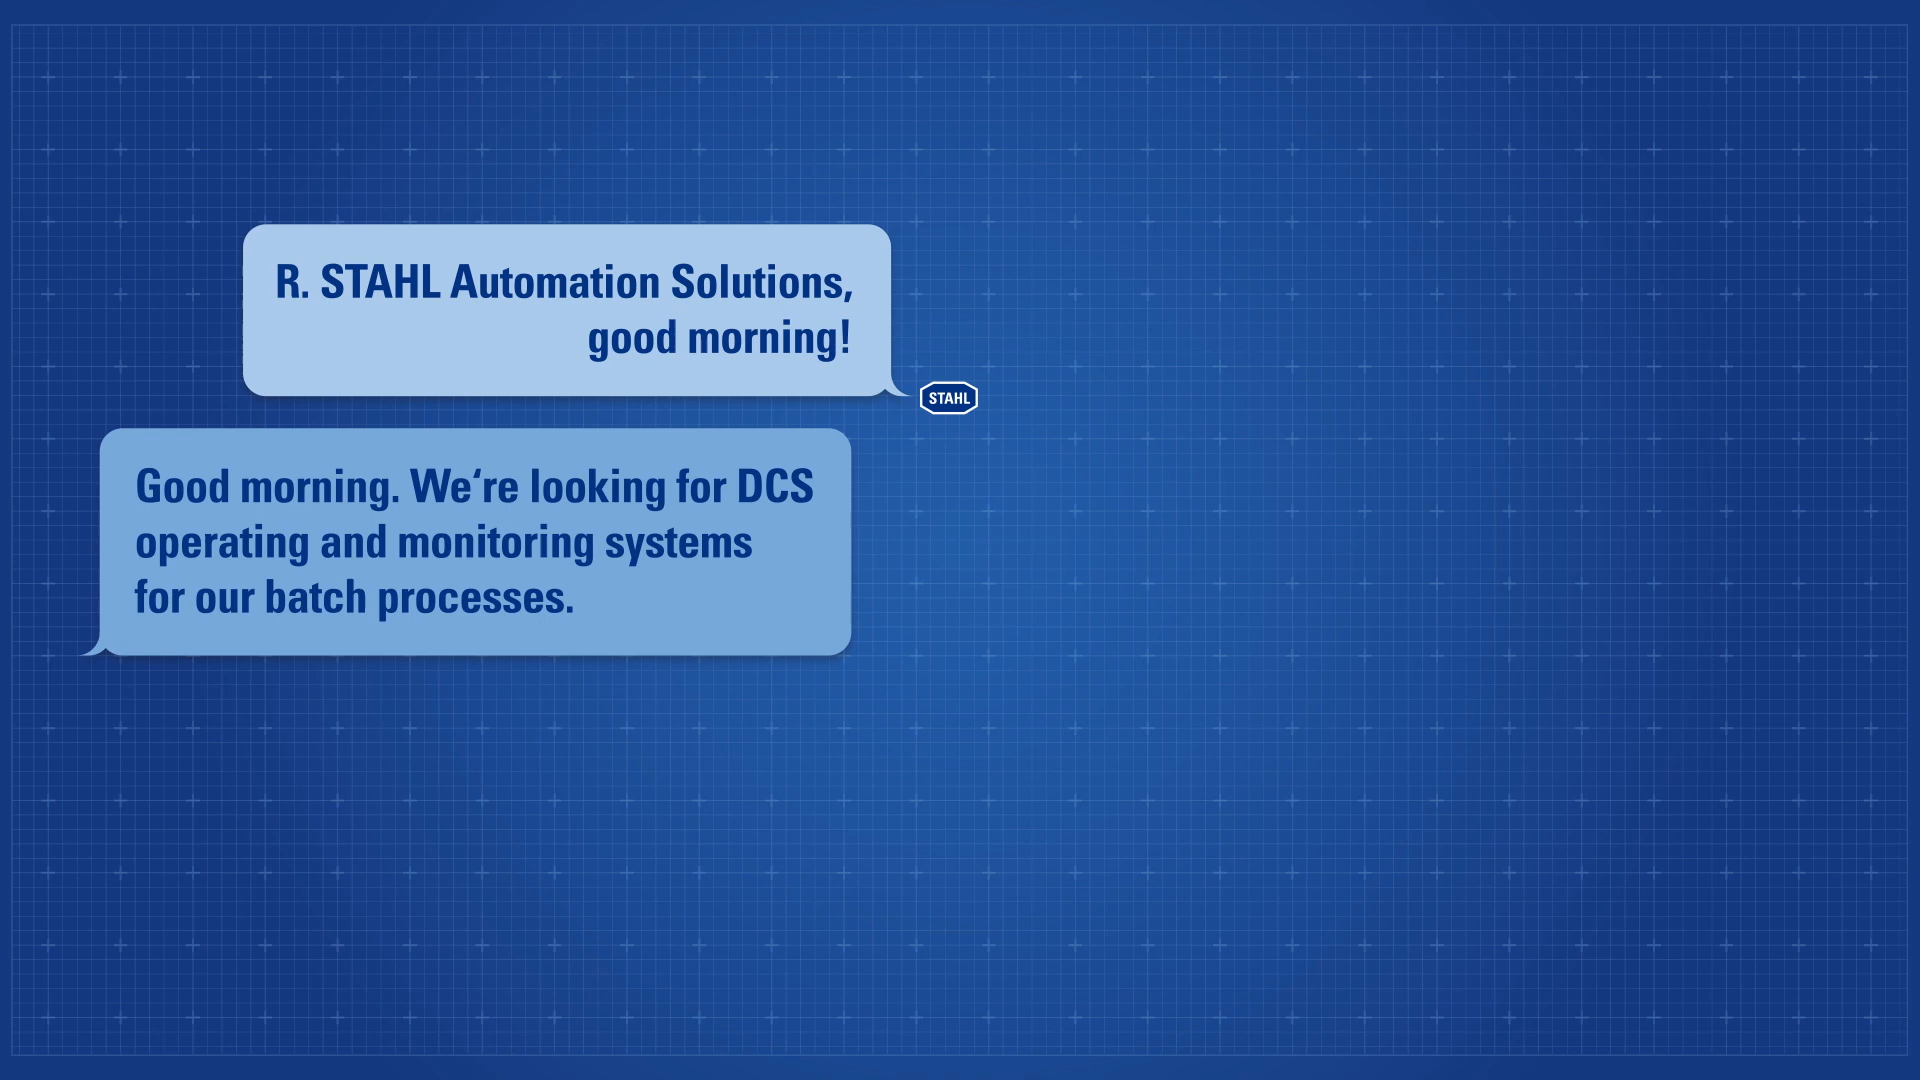 R. STAHL Automation Solutions,
good morning!
STAHL
Good morning. We‘re looking for DCS
operating and monitoring systems
for our batch processes.